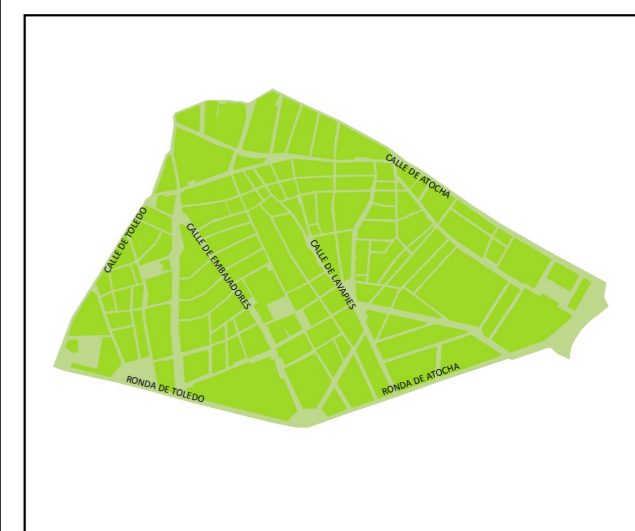 CALLE DE ATOCHA
CALLE DE TOLEDO
CALLE DE EMBAJADORES
CALLE DE LAVAPIES
RONDA DE TOLEDO
RONDA DE ATOCHA